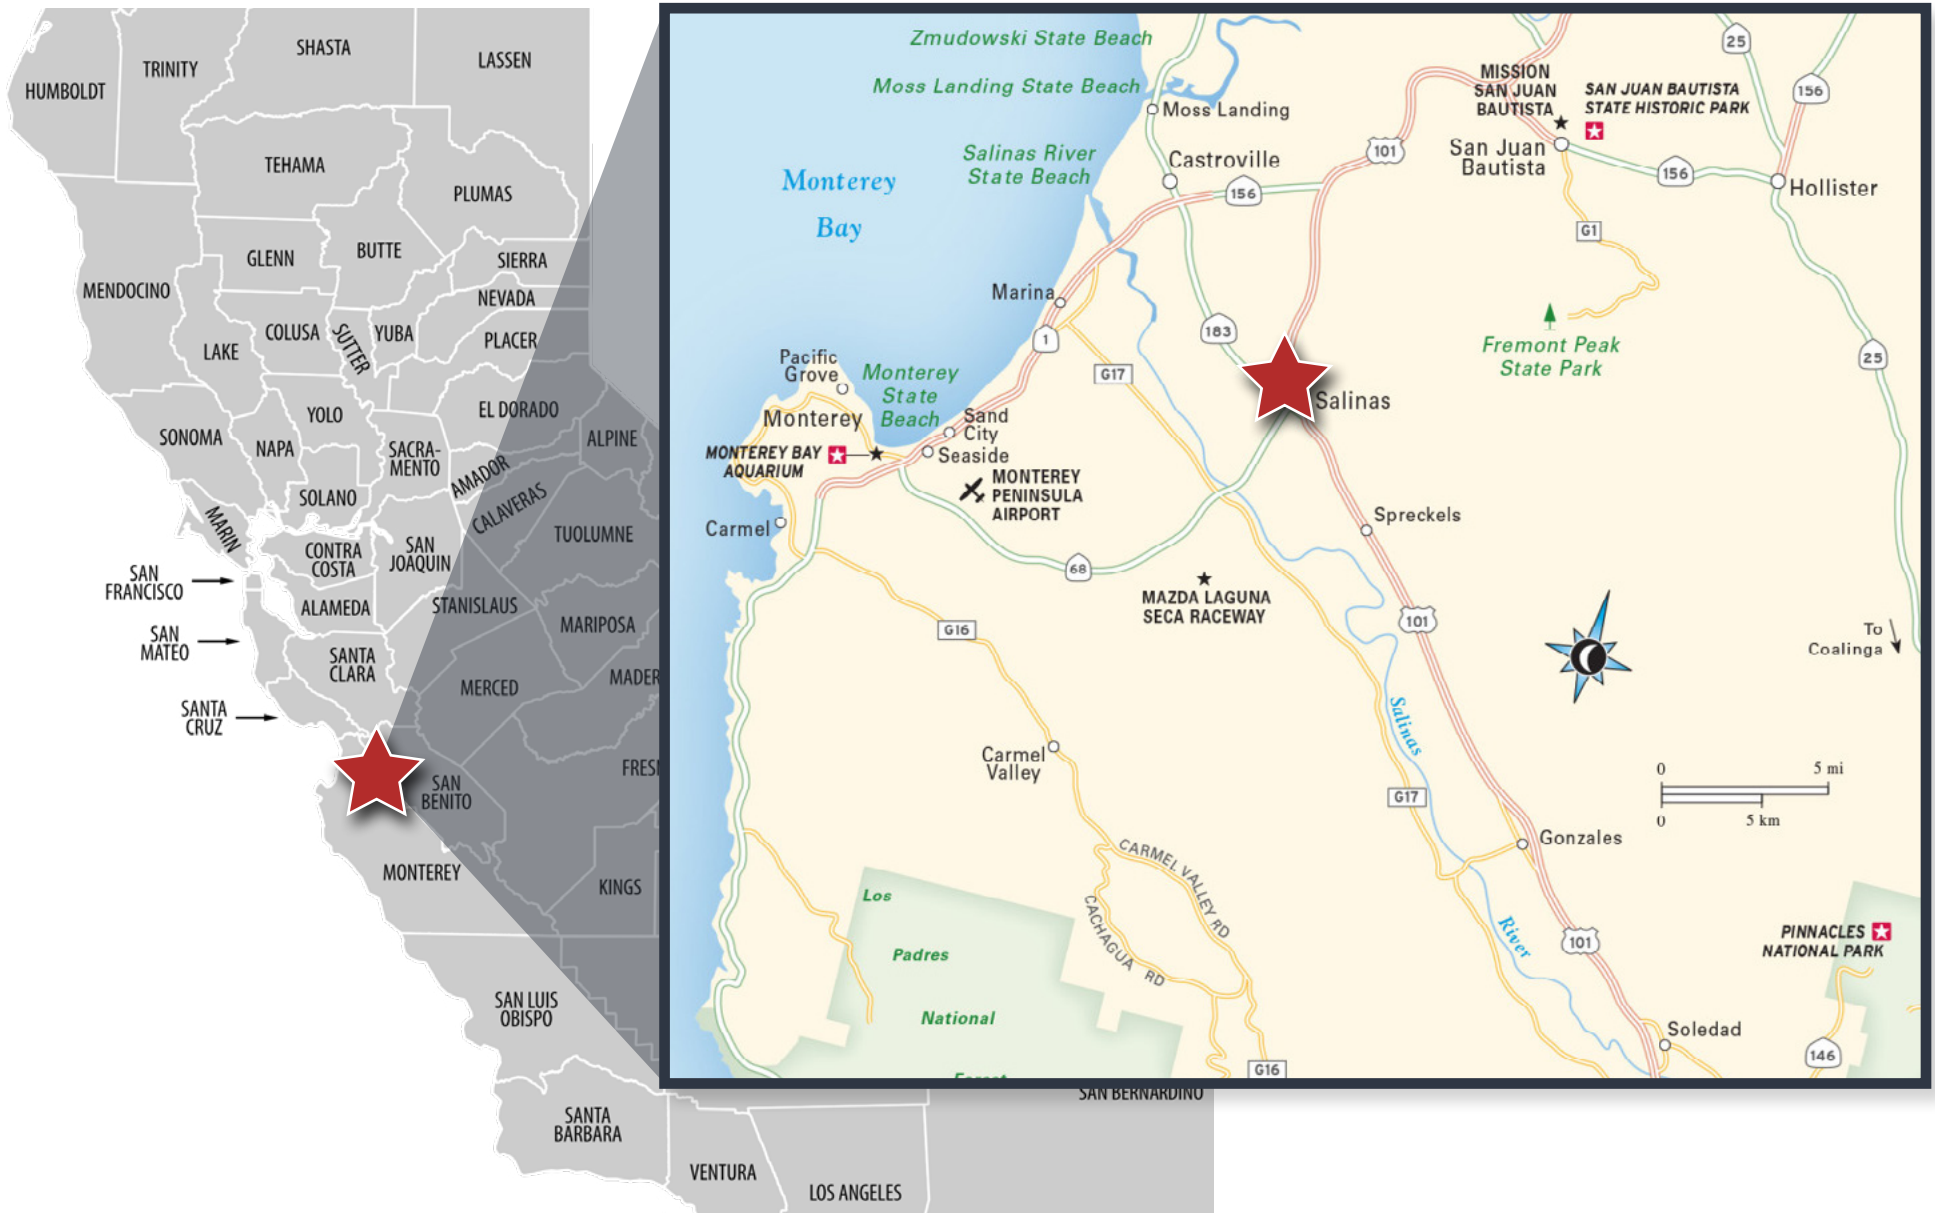 SHASTA
LASSEN
TRINITY
HUMBOLDT
TEHAMA
PLUMAS
GLENN
BUTTE
SIERRA
MENDOCINO
NEVADA
COLUSA
SUTTER
YUBA
PLACER
LAKE
YOLO
EL DORADO
SONOMA
NAPA
SACRA-
MENTO
ALPINE
AMADOR
SOLANO
CALAVERAS
MARIN
TUOLUMNE
CONTRA
COSTA
SAN
JOAQUIN
SAN
FRANCISCO
ALAMEDA
STANISLAUS
MARIPOSA
SAN
MATEO
SANTA
CLARA
MERCED
MADER
SANTA
CRUZ
FRES
SAN
BENITO
MONTEREY
KINGS
SAN LUIS
OBISPO
SANTA
BARBARA
SAN BERNARDINO
VENTURA
LOS ANGELES
Zmudowski State Beach
Moss Landing State Beach
Moss Landing
Salinas River
State Beach
Castroville
Monterey
Bay
156
101
MISSION
SAN JUAN
BAUTISTA
SAN JUAN BAUTISTA
STATE HISTORIC PARK
San Juan
Bautista
25
156
156
Hollister
G1
Marina
1
183
G17
Fremont Peak
State Park
25
Pacific
Grove
Monterey
State
Beach
Monterey
Sand
City
Seaside
Salinas
MONTEREY BAY
AQUARIUM
MONTEREY
PENINSULA
AIRPORT
Carmel
Spreckels
68
MAZDA LAGUNA
SECA RACEWAY
101
G16
To
Coalinga
Salinas
Carmel
Valley
0 5 mi
0 5 km
G17
Gonzales
CARMEL VALLEY RD
CACHAGUA RD
Los
Padres
National
Forest
River
101
PINNACLES
NATIONAL PARK
Soledad
146
G16